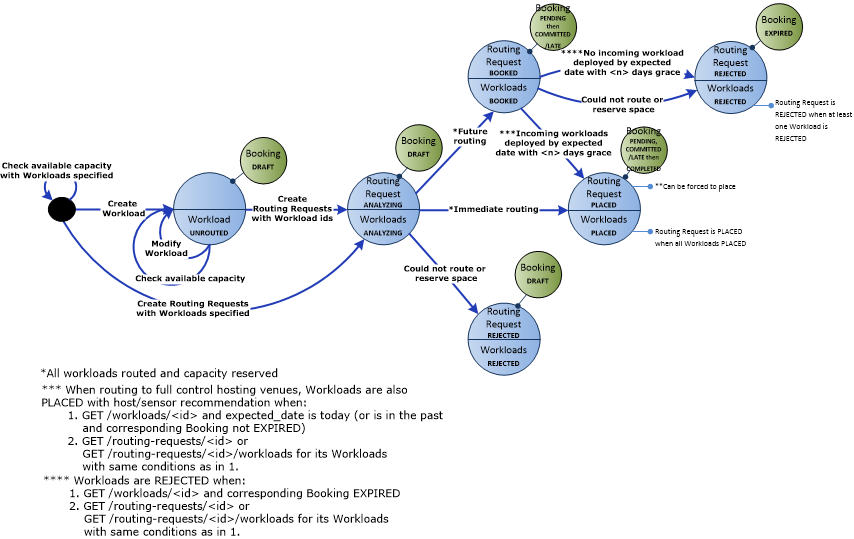 Booking
PENDING
then
COMMITTED
/LATE
Booking
EXPIRED
Routing
Request
BOOKED
Workloads
BOOKED
****No incoming workload
deployed by expected
date with <n> days grace
Could not route or
reserve space
Routing
Request
REJECTED
Workloads
REJECTED
Routing Request is
REJECTED when at least
one Workload is
REJECTED
*Future
routing
***Incoming workloads
deployed by expected
date with <n> days grace
Booking
PENDING,
COMMITTED
/LATE then
COMPLETED
Check available capacity
with Workloads specified
Booking
DRAFT
Booking
DRAFT
Create
Workload
Workload
UNROUTED
Create
Routing Requests
with Workload ids
Routing
Request
ANALYZING
Workloads
ANALYZING
*Immediate routing
Routing
Request
PLACED
Workloads
PLACED
**Can be forced to place
Routing Request is PLACED
when all Workloads PLACED
Modify
Workload
Check available capacity
Create Routing Requests
with Workloads specified
Could not route or
reserve space
Booking
DRAFT
Routing
Request
REJECTED
Workloads
REJECTED
*All workloads routed and capacity reserved
*** When routing to full control hosting venues, Workloads are also
PLACED with host/sensor recommendation when:
1. GET /workloads/<id> and expected_date is today (or is in the past
and corresponding Booking not EXPIRED)
2. GET /routing-requests/<id> or
GET /routing-requests/<id>/workloads for its Workloads
with same conditions as in 1.
**** Workloads are REJECTED when:
1. GET /workloads/<id> and corresponding Booking EXPIRED
2. GET /routing-requests/<id> or
GET /routing-requests/<id>/workloads for its Workloads
with same conditions as in 1.